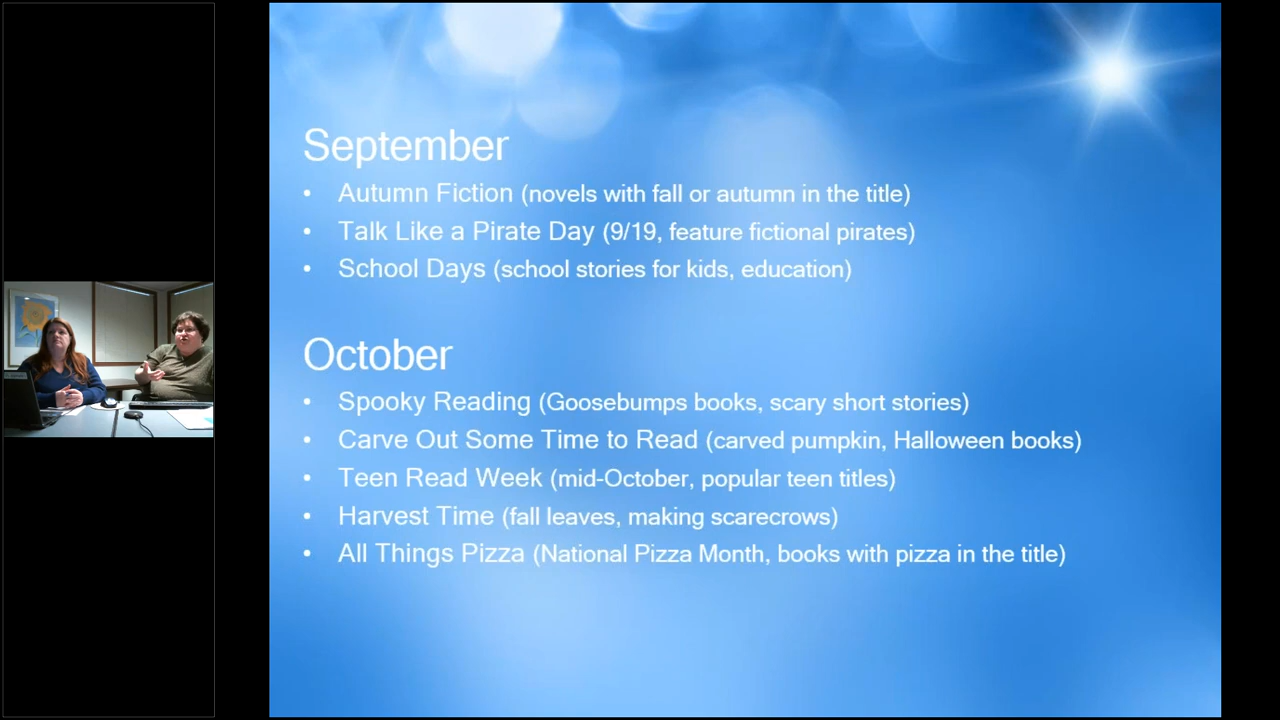 September
• Autumn Fiction (novels with fall or autumn in the title)
• Talk Like a Pirate Day (9/19, feature fictional pirates)
• School Days (school stories for kids, education)
October
• Spooky Reading (Goosebumps books, scary short stories)
• Carve Out Some Time to Read (carved pumpkin, Halloween books)
• Teen Read Week (mid-October, popular teen titles)
• Harvest Time (fall leaves, making scarecrows)
• All Things Pizza (National Pizza Month, books with pizza in the title)